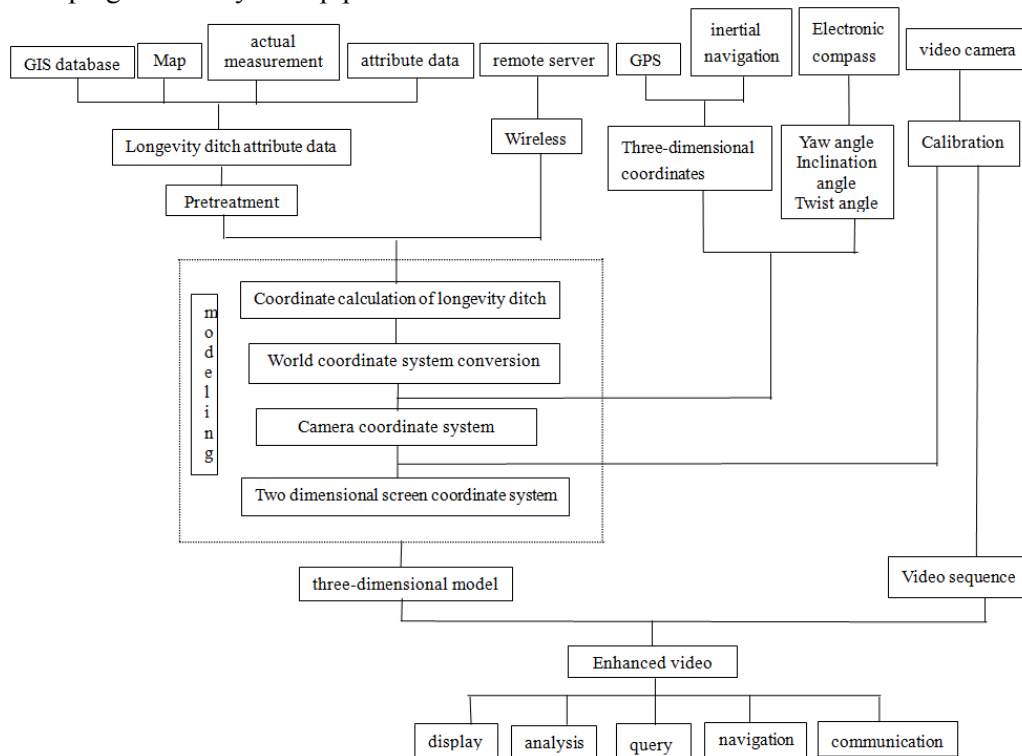 actual
measurement
inertial
navigation
Electronic
compass
GIS database
Map
attribute data
remote server
GPS
video camera
Longevity ditch attribute data
Wireless
Three-dimensional
coordinates
Yaw angle
Inclination
angle
Twist angle
Calibration
Pretreatment
modeling
Coordinate calculation of longevity ditch
World coordinate system conversion
Camera coordinate system
Two dimensional screen coordinate system
three-dimensional model
Video sequence
Enhanced video
display
analysis
query
navigation
communication